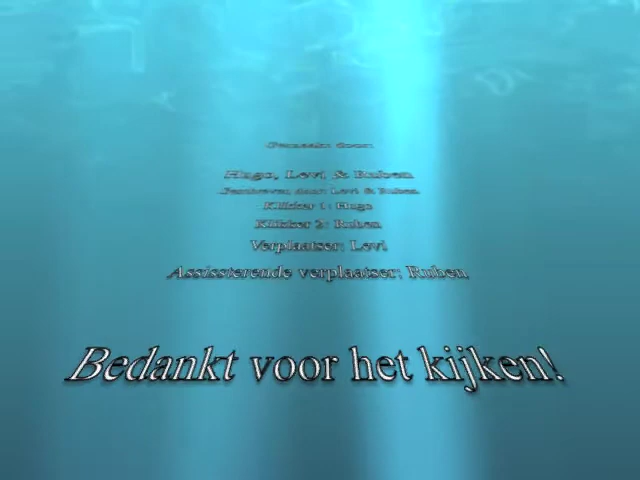 Gemaakt door:
Hugo, Levi & Ruben
Geschreven door: Levi & Ruben
Klikker 1: Hugo
Klikker 2: Ruben
Verplaatser: Levi
Assissterende verplaatser: Ruben
Bedankt voor het kijken!